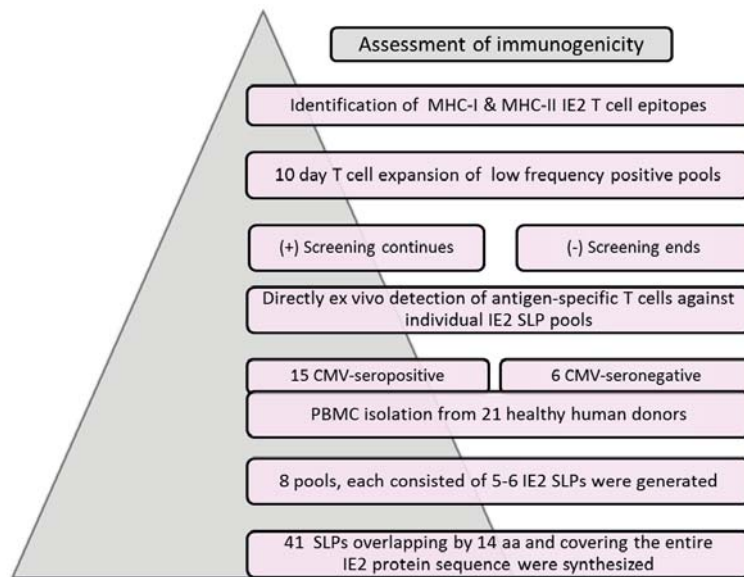 Assessment of immunogenicity
Identification of MHC-I & MHC-II IE2 T cell epitopes
10 day T cell expansion of low frequency positive pools
(+) Screening continues
(-) Screening ends
Directly ex vivo detection of antigen-specific T cells against
individual IE2 SLP pools
15 CMV-seropositive
6 CMV-seronegative
PBMC isolation from 21 healthy human donors
8 pools, each consisted of 5-6 IE2 SLPs were generated
41 SLPs overlapping by 14 aa and covering the entire
IE2 protein sequence were synthesized